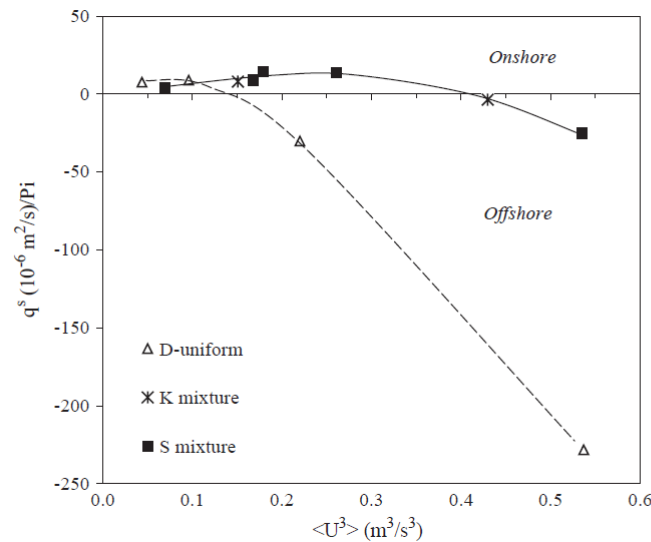 50
0
-50
-100
-150
-200
-250
q^s (10^-6 m^2/s)/Pi
Onshore
Offshore
D-uniform
K mixture
S mixture
0.0 0.1 0.2 0.3 0.4 0.5 0.6
<U^3> (m^3/s^3)